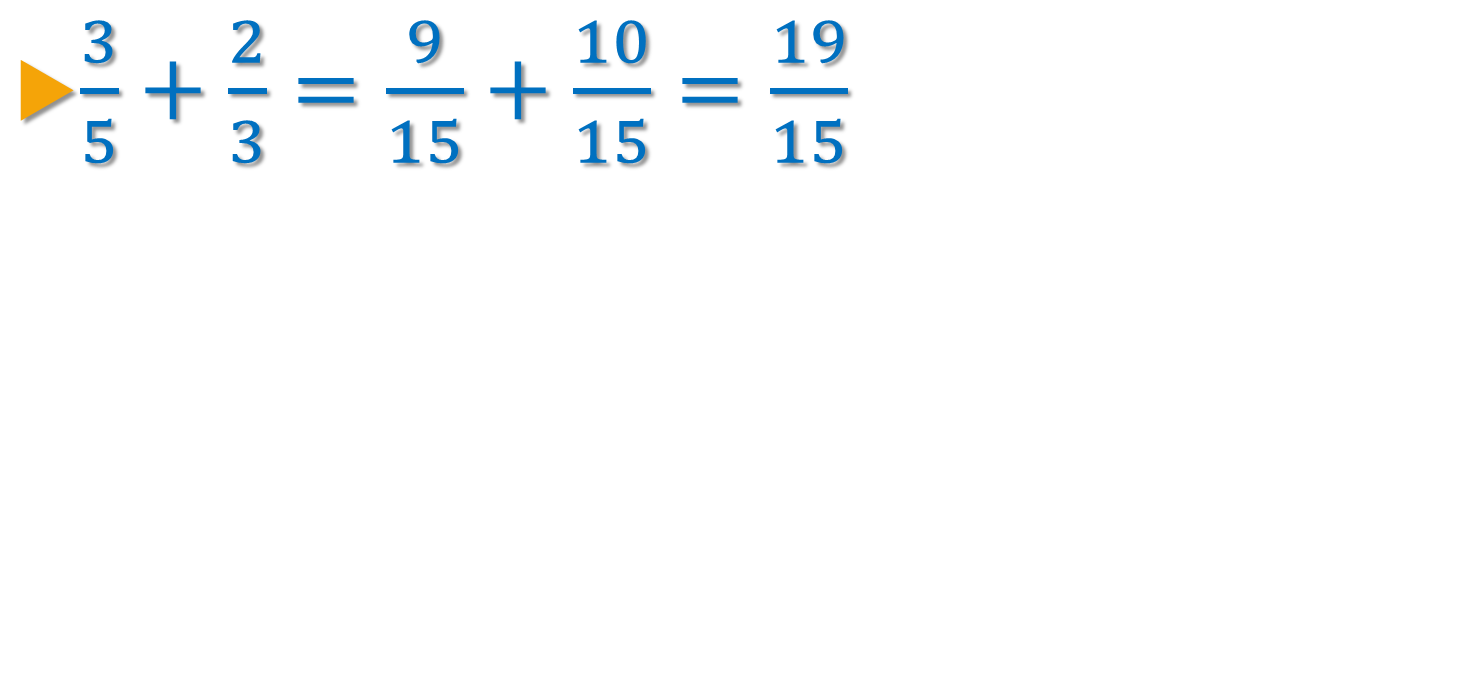 3/5 + 2/3 = 9/15 + 10/15 = 19/15